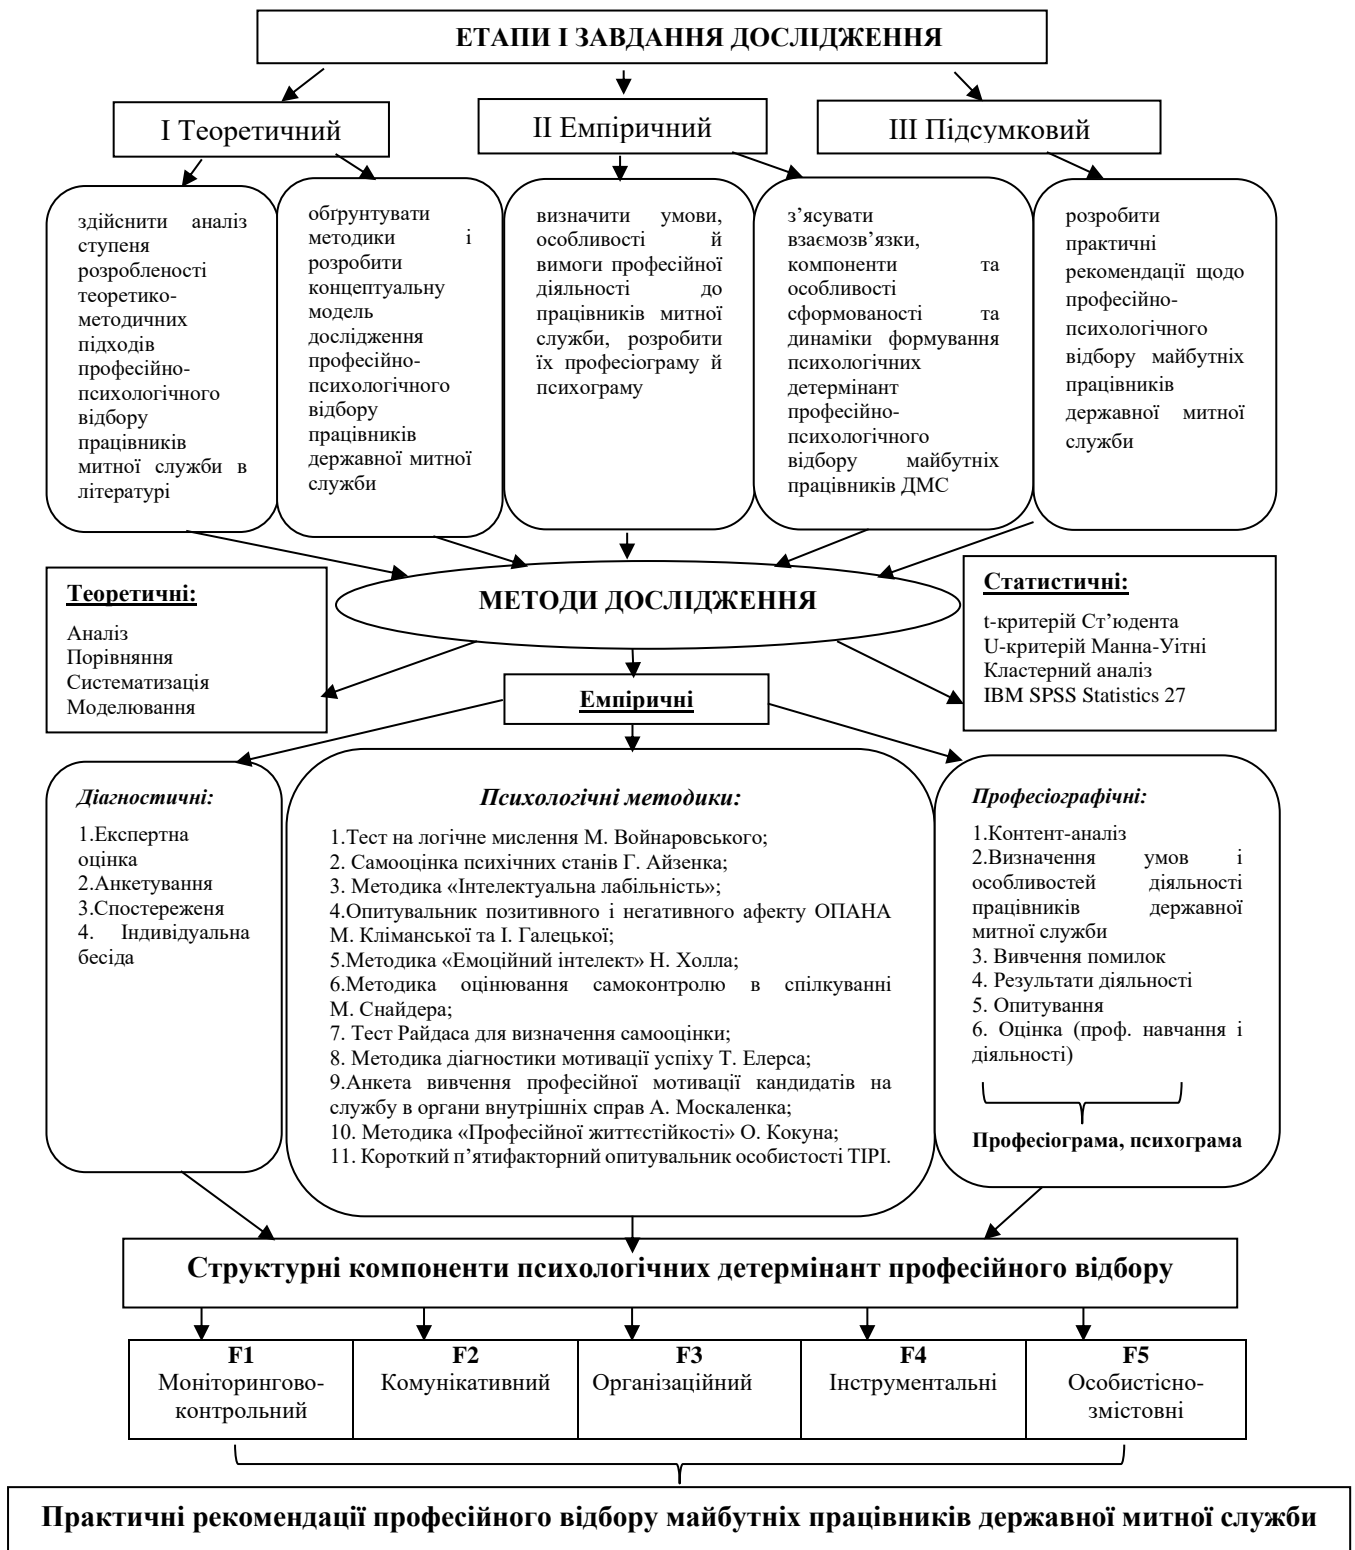 ЕТАПИ І ЗАВДАННЯ ДОСЛІДЖЕННЯ
І Теоретичний
ІІ Емпіричний
ІІІ Підсумковий
здійснити аналіз
ступеня
розробленості
теоретико-
методичних
підходів
професійно-
психологічного
відбору
працівників
митної служби в
літературі
обґрунтувати
методики і
розробити
концептуальну
модель
дослідження
професійно-
психологічного
відбору
працівників
державної митної
служби
визначити умови,
особливості й
вимоги професійної
діяльності до
працівників митної
служби, розробити
їх професіограму й
психограму
з’ясувати
взаємозв’язки,
компоненти та
особливості
сформованості та
динаміки формування
психологічних
детермінант
професійно-
психологічного
відбору майбутніх
працівників ДМС
розробити
практичні
рекомендації щодо
професійно-
психологічного
відбору майбутніх
працівників
державної митної
служби
МЕТОДИ ДОСЛІДЖЕННЯ
Теоретичні:
Аналіз
Порівняння
Систематизація
Моделювання
Статистичні:
t-критерій Ст’юдента
U-критерій Манна-Уітні
Кластерний аналіз
IBM SPSS Statistics 27
Емпіричні
Діагностичні:
1.Експертна
оцінка
2.Анкетування
3.Спостереженя
4. Індивідуальна
бесіда
Психологічні методики:
1.Тест на логічне мислення М. Войнаровського;
2. Самооцінка психічних станів Г. Айзенка;
3. Методика «Інтелектуальна лабільність»;
4.Опитувальник позитивного і негативного афекту ОПАНА
М. Кліманської та І. Галецької;
5.Методика «Емоційний інтелект» Н. Холла;
6.Методика оцінювання самоконтролю в спілкуванні
М. Снайдера;
7. Тест Райдаса для визначення самооцінки;
8. Методика діагностики мотивації успіху Т. Елерса;
9.Анкета вивчення професійної мотивації кандидатів на
службу в органи внутрішніх справ А. Москаленка;
10. Методика «Професійної життєстійкості» О. Кокуна;
11. Короткий п’ятифакторний опитувальник особистості ТІРІ.
Професіографічні:
1.Контент-аналіз
2.Визначення умов і
особливостей діяльності
працівників державної
митної служби
3. Вивчення помилок
4. Результати діяльності
5. Опитування
6. Оцінка (проф. навчання і
діяльності)
Професіограма, психограма
Структурні компоненти психологічних детермінант професійного відбору
F1
Моніторингово-
контрольний
F2
Комунікативний
F3
Організаційний
F4
Інструментальні
F5
Особистісно-
змістовні
Практичні рекомендації професійного відбору майбутніх працівників державної митної служби